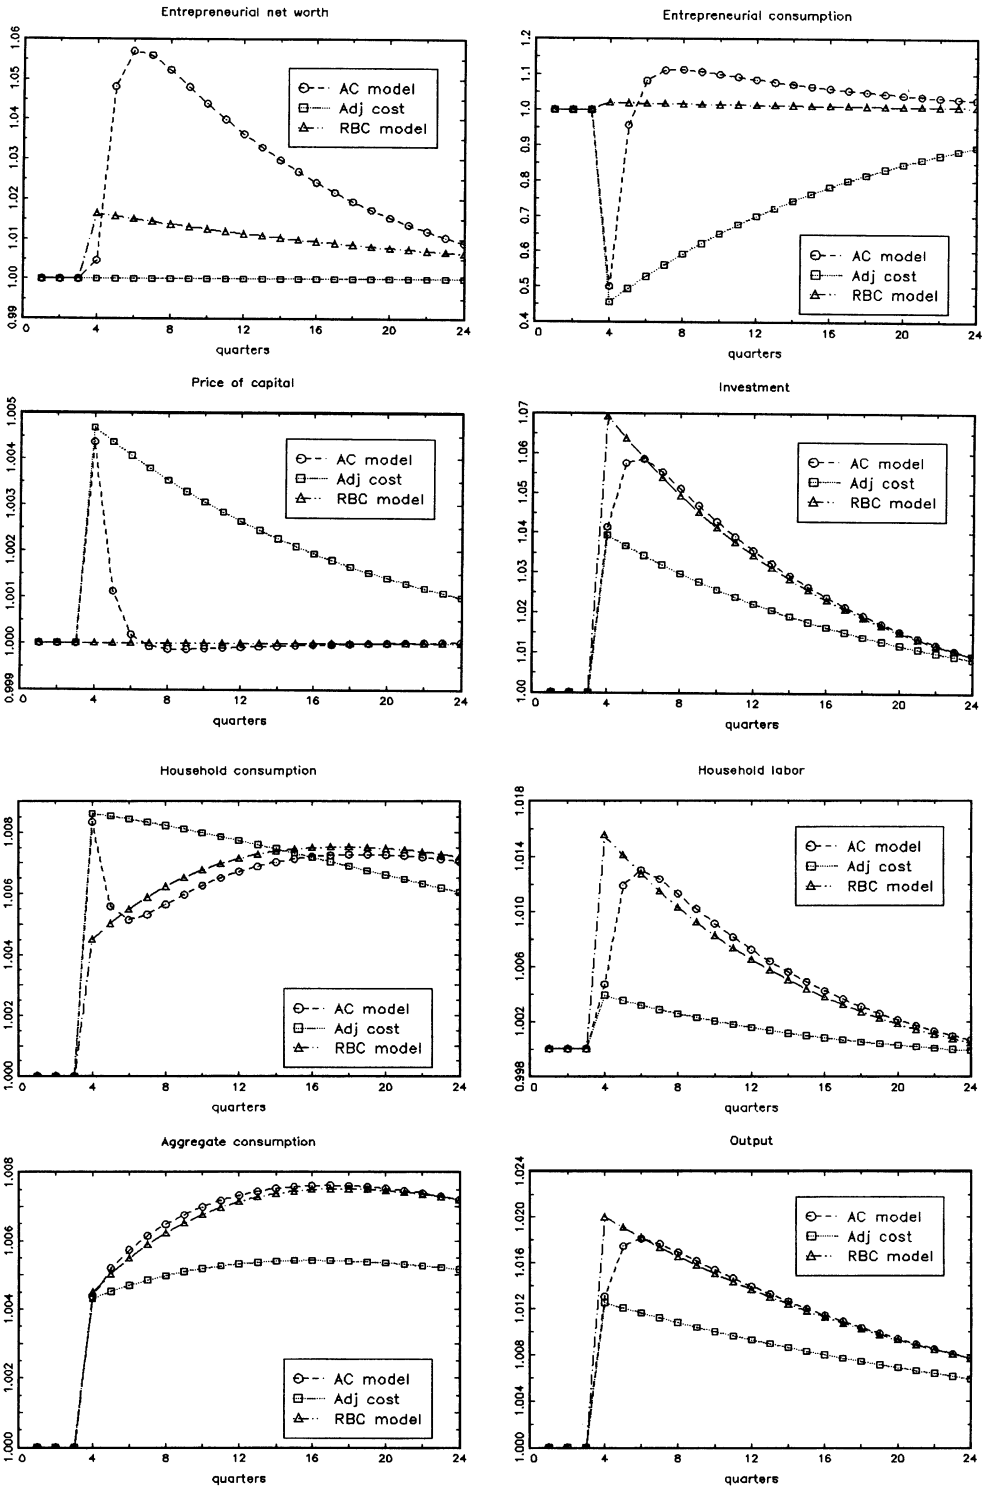 Entrepreneurial net worth
1.06
1.05
1.04
1.03
1.02
1.01
1.00
0.99
AC model
Adj cost
RBC model
0 4 8 12 16 20 24
quarters
Entrepreneurial consumption
1.2
1.1
1.0
0.9
0.8
0.7
0.6
0.5
0.4
AC model
Adj cost
RBC model
0 4 8 12 16 20 24
quarters
Price of capital
1.005
1.004
1.003
1.002
1.001
1.000
0.999
AC model
Adj cost
RBC model
0 4 8 12 16 20 24
quarters
Investment
1.07
1.06
1.05
1.04
1.03
1.02
1.01
1.00
AC model
Adj cost
RBC model
0 4 8 12 16 20 24
quarters
Household consumption
1.008
1.006
1.004
1.002
1.000
AC model
Adj cost
RBC model
0 4 8 12 16 20 24
quarters
Household labor
1.018
1.014
1.010
1.006
1.002
0.998
AC model
Adj cost
RBC model
0 4 8 12 16 20 24
quarters
Aggregate consumption
1.008
1.006
1.004
1.002
1.000
AC model
Adj cost
RBC model
0 4 8 12 16 20 24
quarters
Output
1.024
1.020
1.016
1.012
1.008
1.004
1.000
AC model
Adj cost
RBC model
0 4 8 12 16 20 24
quarters